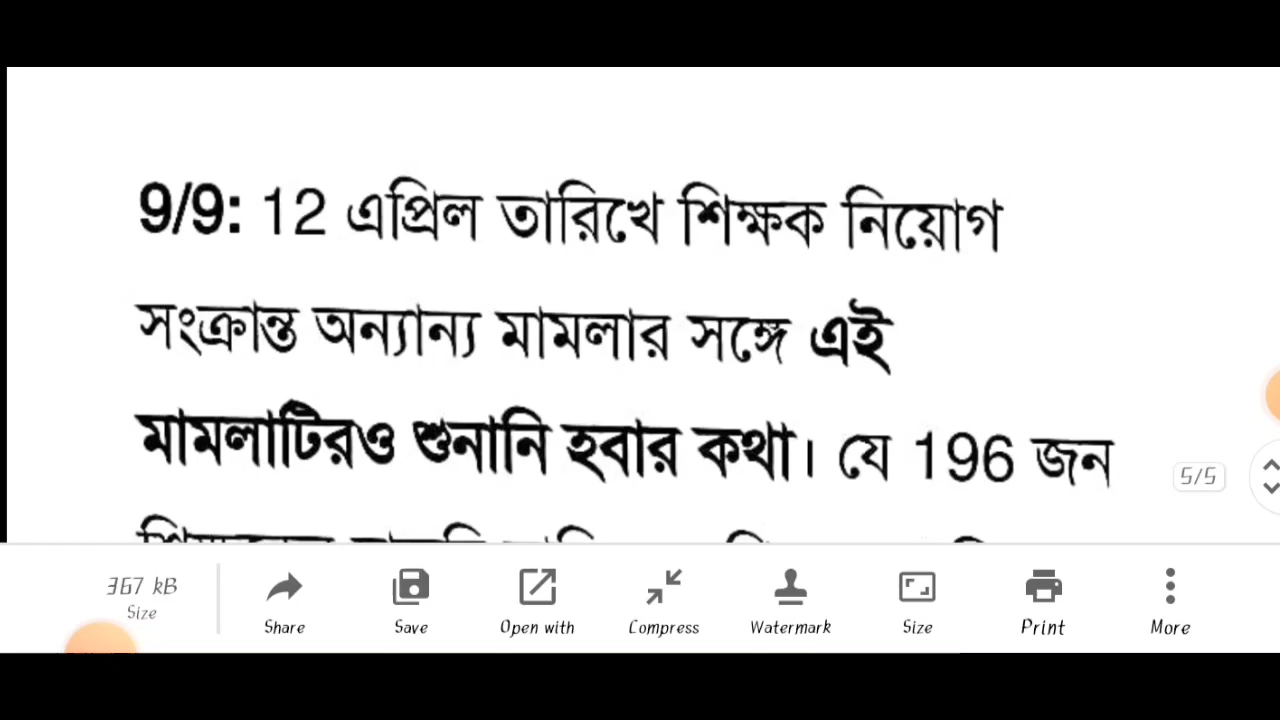 9/9: 12 এপ্রিল তারিখে শিক্ষক নিয়োগ
সংক্রান্ত অন্যান্য মামলার সঙ্গে এই
মামলাটিরও শুনানি হবার কথা। যে 196 জন
5/5
367 kB
Size
Share
Save
Open with
Compress
Watermark
Size
Print
More